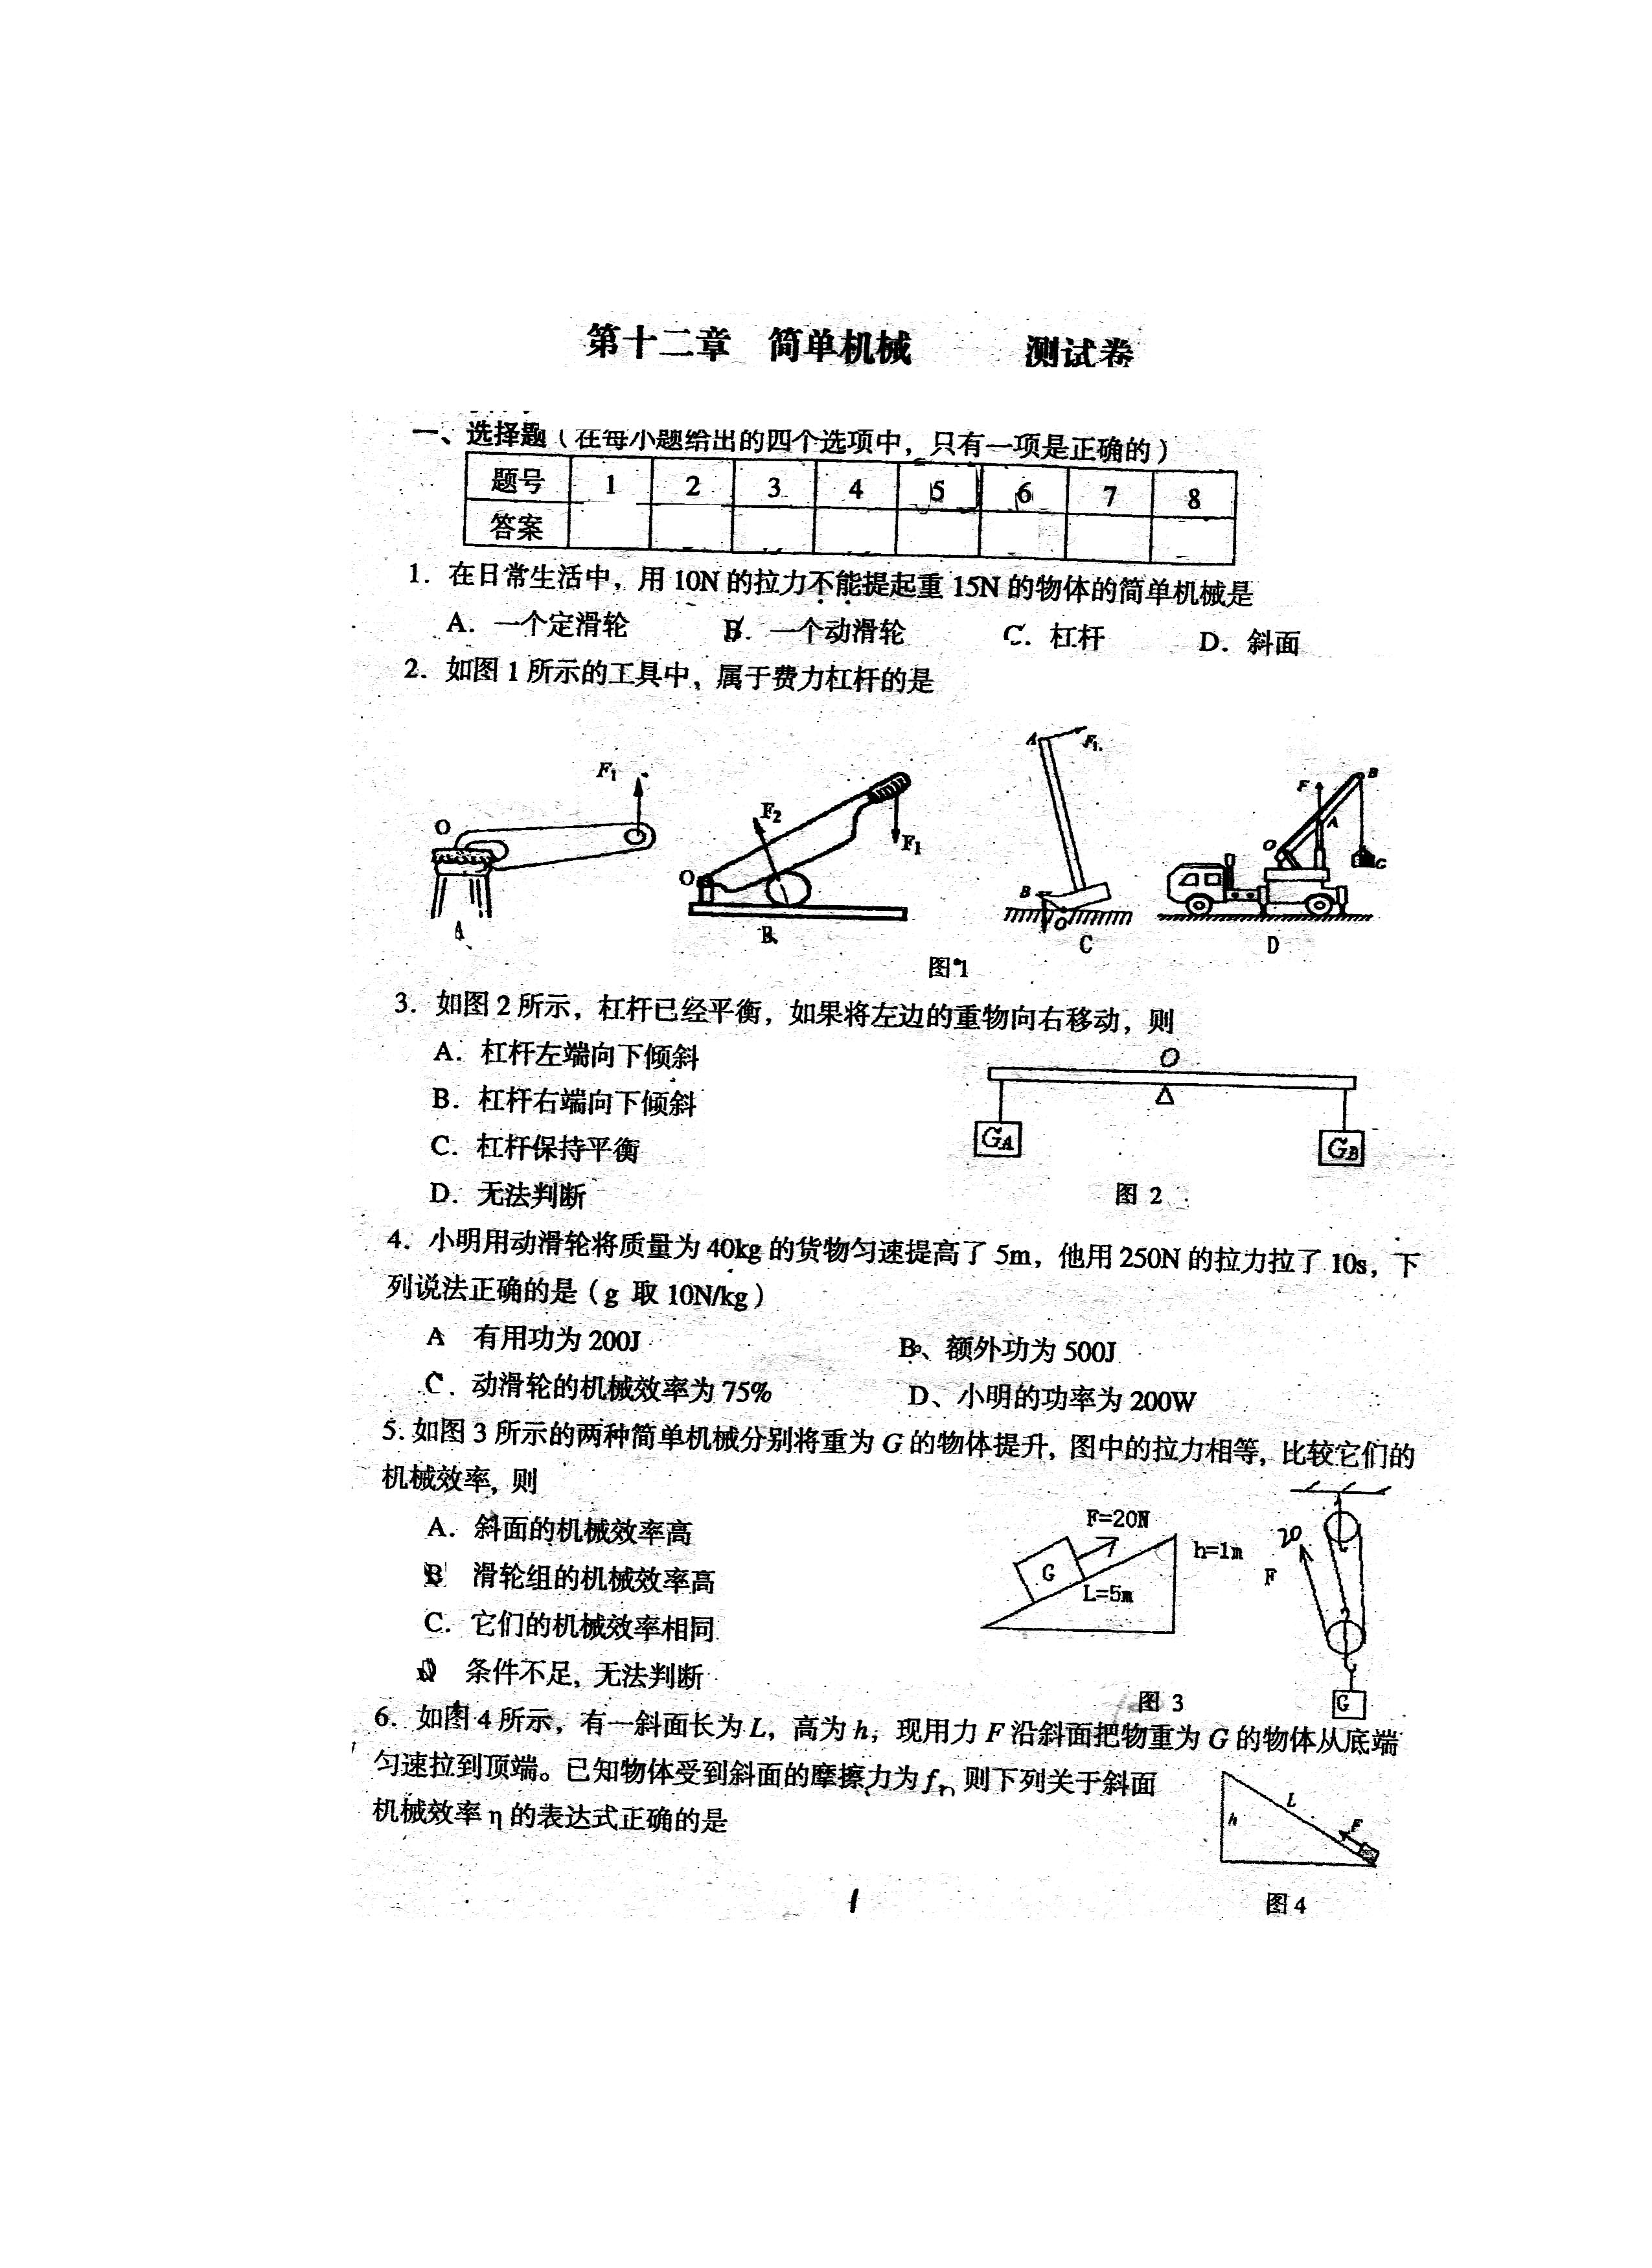 第十二章 简单机械 测试卷
一、选择题（在每小题给出的四个选项中，只有一项是正确的）
题号 1 2 3 4 5 6 7 8
答案
1．在日常生活中，用 10N 的拉力不能提起重 15N 的物体的简单机械是
A．一个定滑轮 B．一个动滑轮 C．杠杆 D．斜面
2．如图 1 所示的工具中，属于费力杠杆的是
F1
O
A
F2
F1
O
B
A F1
B
O
C
F B
A
O
G
D
图 1
3．如图 2 所示，杠杆已经平衡，如果将左边的重物向右移动，则
A．杠杆左端向下倾斜
B．杠杆右端向下倾斜
C．杠杆保持平衡
D．无法判断
O
GA GB
图 2
4．小明用动滑轮将质量为 40kg 的货物匀速提高了 5m，他用 250N 的拉力拉了 10s，下
列说法正确的是（g 取 10N/kg）
A 有用功为 200J B、额外功为 500J
C．动滑轮的机械效率为 75% D、小明的功率为 200W
5.如图 3 所示的两种简单机械分别将重为 G 的物体提升，图中的拉力相等，比较它们的
机械效率，则
A．斜面的机械效率高
B 滑轮组的机械效率高
C．它们的机械效率相同
D 条件不足，无法判断
F=20N
G
L=5m
h=1m
20
F
G
图 3
6．如图 4 所示，有一斜面长为 L，高为 h，现用力 F 沿斜面把物重为 G 的物体从底端
匀速拉到顶端。已知物体受到斜面的摩擦力为 f，则下列关于斜面
机械效率 η 的表达式正确的是
L
h
F
图 4
1